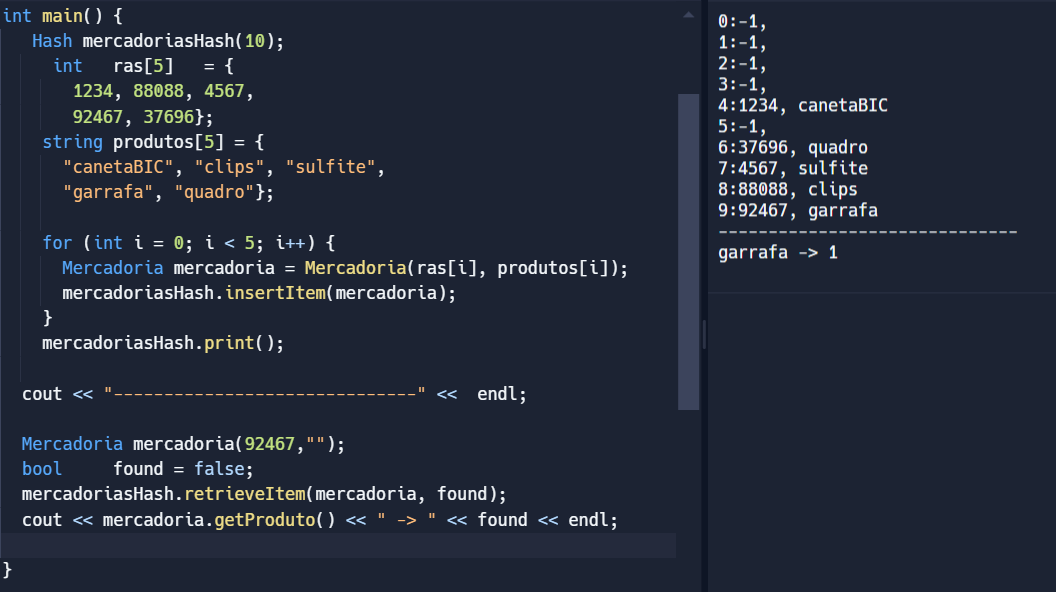 int main() {
   Hash mercadoriasHash(10);
     int   ras[5]   = {
       1234, 88088, 4567,
       92467, 37696};
    string produtos[5] = {
      "canetaBIC", "clips", "sulfite",
      "garrafa", "quadro"};
    for (int i = 0; i < 5; i++) {
      Mercadoria mercadoria = Mercadoria(ras[i], produtos[i]);
      mercadoriasHash.insertItem(mercadoria);
    }
    mercadoriasHash.print();
  cout << "------------------------------" <<  endl;
  Mercadoria mercadoria(92467,"");
  bool     found = false;
  mercadoriasHash.retrieveItem(mercadoria, found);
  cout << mercadoria.getProduto() << " -> " << found << endl;
}
0:-1,
1:-1,
2:-1,
3:-1,
4:1234, canetaBIC
5:-1,
6:37696, quadro
7:4567, sulfite
8:88088, clips
9:92467, garrafa
------------------------------
garrafa -> 1